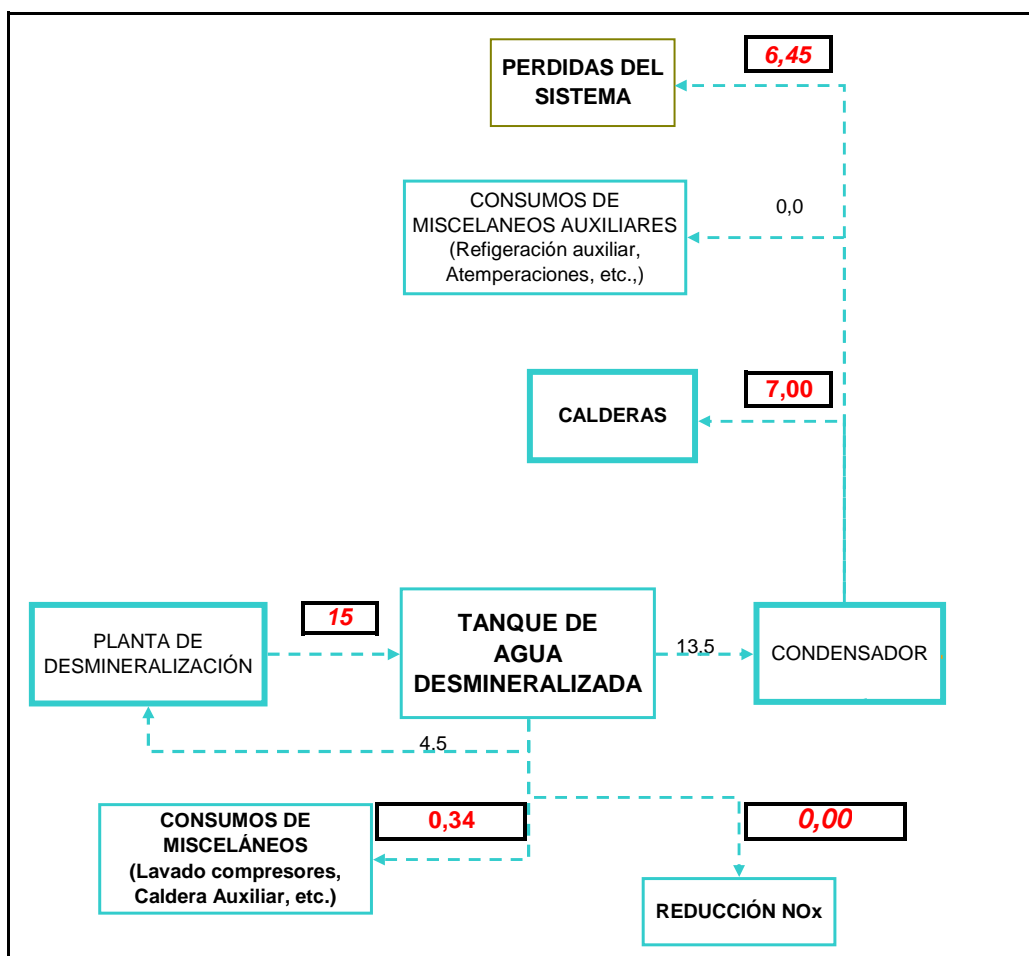 6,45
PERDIDAS DEL
SISTEMA
CONSUMOS DE
MISCELANEOS AUXILIARES
(Refigeración auxiliar,
Atemperaciones, etc.,)
0,0
7,00
CALDERAS
15
PLANTA DE
DESMINERALIZACIÓN
TANQUE DE
AGUA
DESMINERALIZADA
13.5
CONDENSADOR
4.5
CONSUMOS DE
MISCELÁNEOS
(Lavado compresores,
Caldera Auxiliar, etc.)
0,34
0,00
REDUCCIÓN NOx